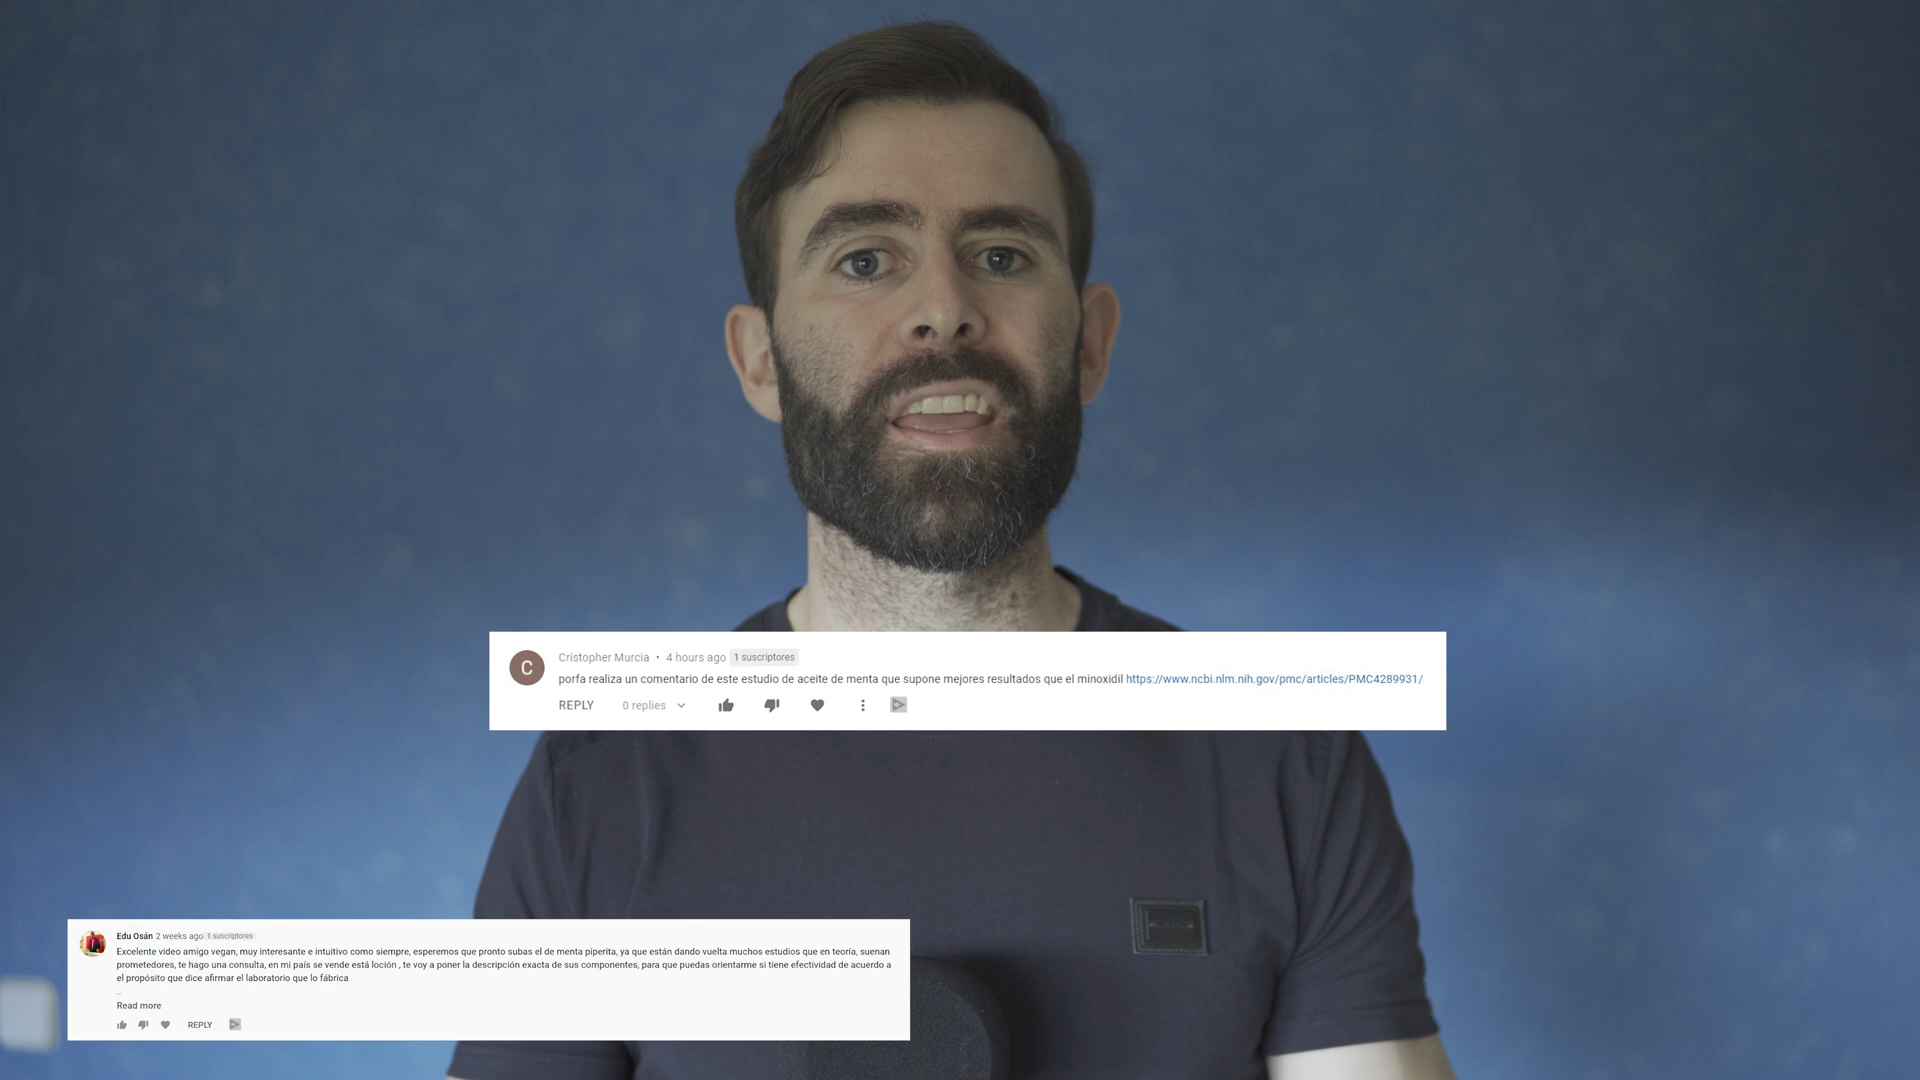 C
Cristopher Murcia • 4 hours ago 1 suscriptores
porfa realiza un comentario de este estudio de aceite de menta que supone mejores resultados que el minoxidil https://www.ncbi.nlm.nih.gov/pmc/articles/PMC4289931/
REPLY 0 replies
Edu Osán 2 weeks ago 1 suscriptores
Excelente video amigo vegan, muy interesante e intuitivo como siempre, esperemos que pronto subas el de menta piperita, ya que están dando vuelta muchos estudios que en teoría, suenan
prometedores, te hago una consulta, en mi país se vende está loción , te voy a poner la descripción exacta de sus componentes, para que puedas orientarme si tiene efectividad de acuerdo a
el propósito que dice afirmar el laboratorio que lo fábrica
...
Read more
REPLY